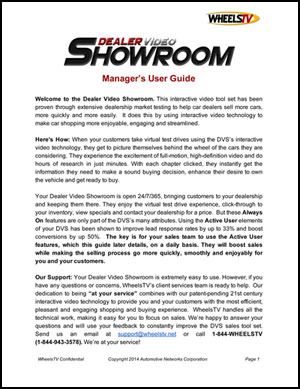 WHEELSTV
DEALER VIDEO
SHOWROOM
Manager's User Guide
Welcome to the Dealer Video Showroom. This interactive video tool set has been
proven through extensive dealership market testing to help car dealers sell more cars,
more quickly and more easily. It does this by using interactive video technology to
make car shopping more enjoyable, engaging and streamlined.
Here's How: When your customers take virtual test drives using the DVS's interactive
video technology, they get to picture themselves behind the wheel of the cars they are
considering. They experience the excitement of full-motion, high-definition video and do
hours of research in just minutes. With each chapter clicked, they instantly get the
information they need to make a sound buying decision, enhance their desire to own
the vehicle and get ready to buy.
Your Dealer Video Showroom is open 24/7/365, bringing customers to your dealership
and keeping them there. They enjoy the virtual test drive experience, click-through to
your inventory, view specials and contact your dealership for a price. But these Always
On features are only part of the DVS's many attributes. Using the Active User elements
of your DVS has been shown to improve lead response rates by up to 33% and boost
conversions by up 50%. The key is for your sales team to use the Active User
features, which this guide later details, on a daily basis. They will boost sales
while making the selling process go more quickly, smoothly and enjoyably for
you and your customers.
Our Support: Your Dealer Video Showroom is extremely easy to use. However, if you
have any questions or concerns, WheelsTV's client services team is ready to help. Our
dedication to being "at your service" combines with our patent-pending 21st century
interactive video technology to provide you and your customers with the most efficient,
pleasant and engaging shopping and buying experience. WheelsTV handles all the
technical work, making it easy for you to focus on sales. We're happy to answer your
questions and will use your feedback to constantly improve the DVS sales tool set.
Send us an email at support@wheelstv.net or call 1-844-WHEELSTV
(1-844-943-3578). We're at your service!
WheelsTV Confidential Copyright 2014 Automotive Networks Corporation Page 1